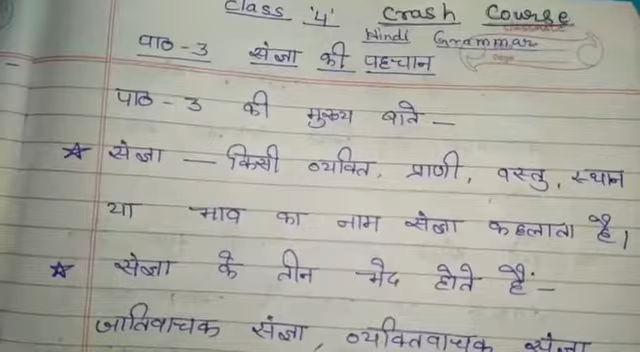 class '4' Crash Course
Hindi Grammar
पाठ - 3 संज्ञा की पहचान
पाठ - 3 की मुख्य बातें —
☆ संज्ञा — किसी व्यक्ति, प्राणी, वस्तु, स्थान
या भाव का नाम संज्ञा कहलाता है।
☆ संज्ञा के तीन भेद होते हैं:-
जातिवाचक संज्ञा, व्यक्तिवाचक संज्ञा